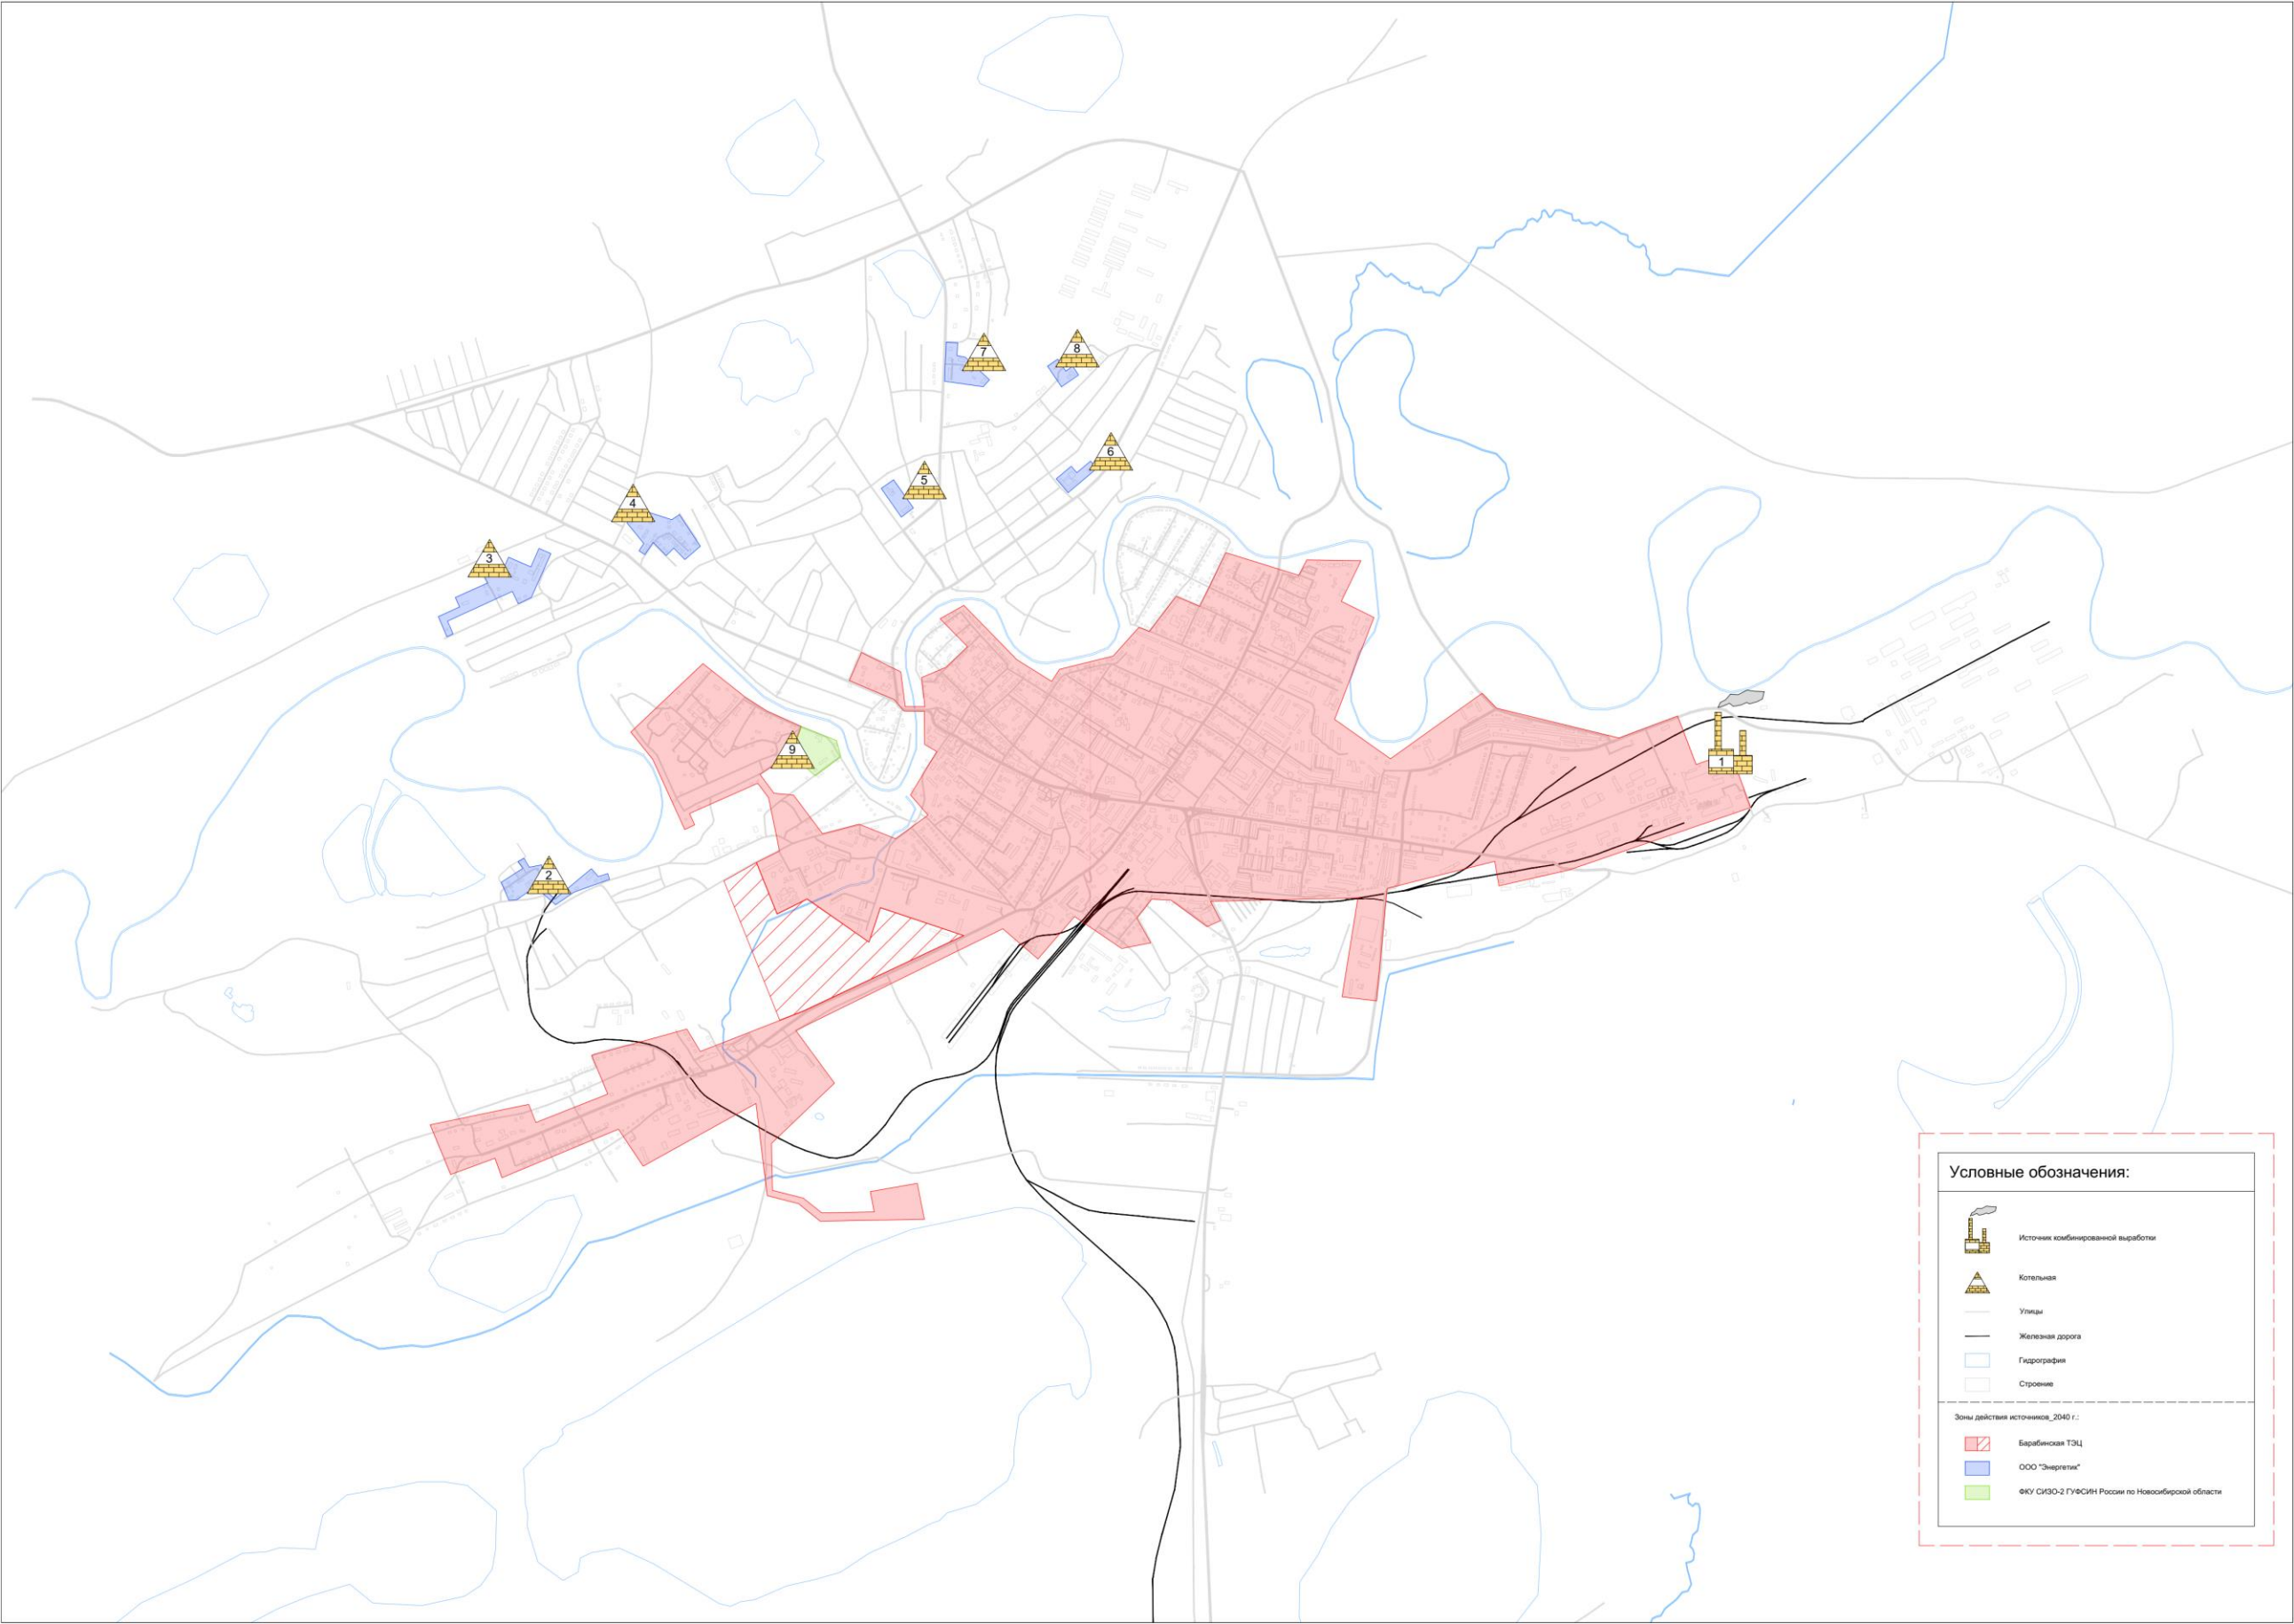 7
8
6
5
4
3
9
1
2
Условные обозначения:
Источник комбинированной выработки
Котельная
Улицы
Железная дорога
Гидрография
Строение
Зоны действия источников_2040 г.:
Барабинская ТЭЦ
ООО "Энергетик"
ФКУ СИЗО-2 ГУФСИН России по Новосибирской области